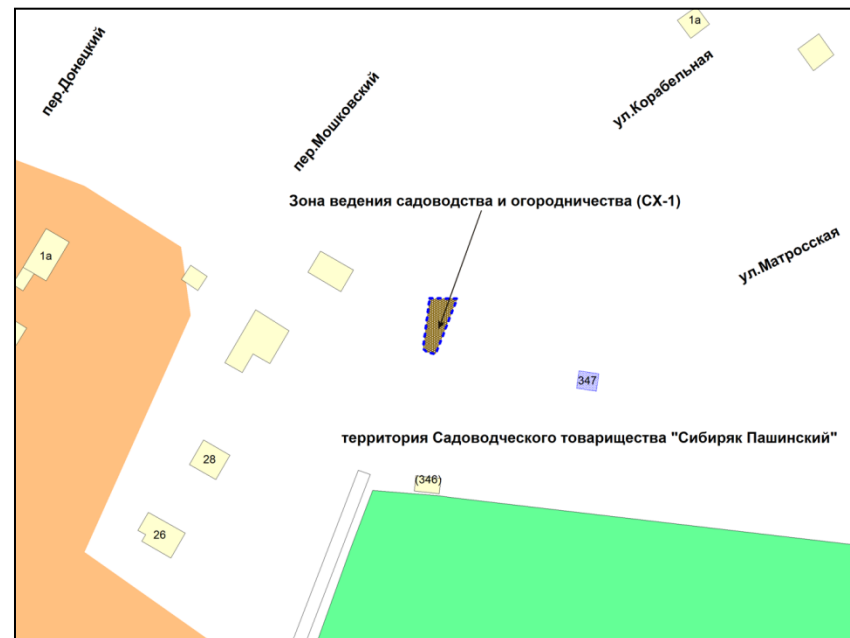 1а
пер.Донецкий
пер.Мошковский
ул.Корабельная
Зона ведения садоводства и огородничества (СХ-1)
1а
ул.Матросская
347
территория Садоводческого товарищества "Сибиряк Пашинский"
28
(346)
26